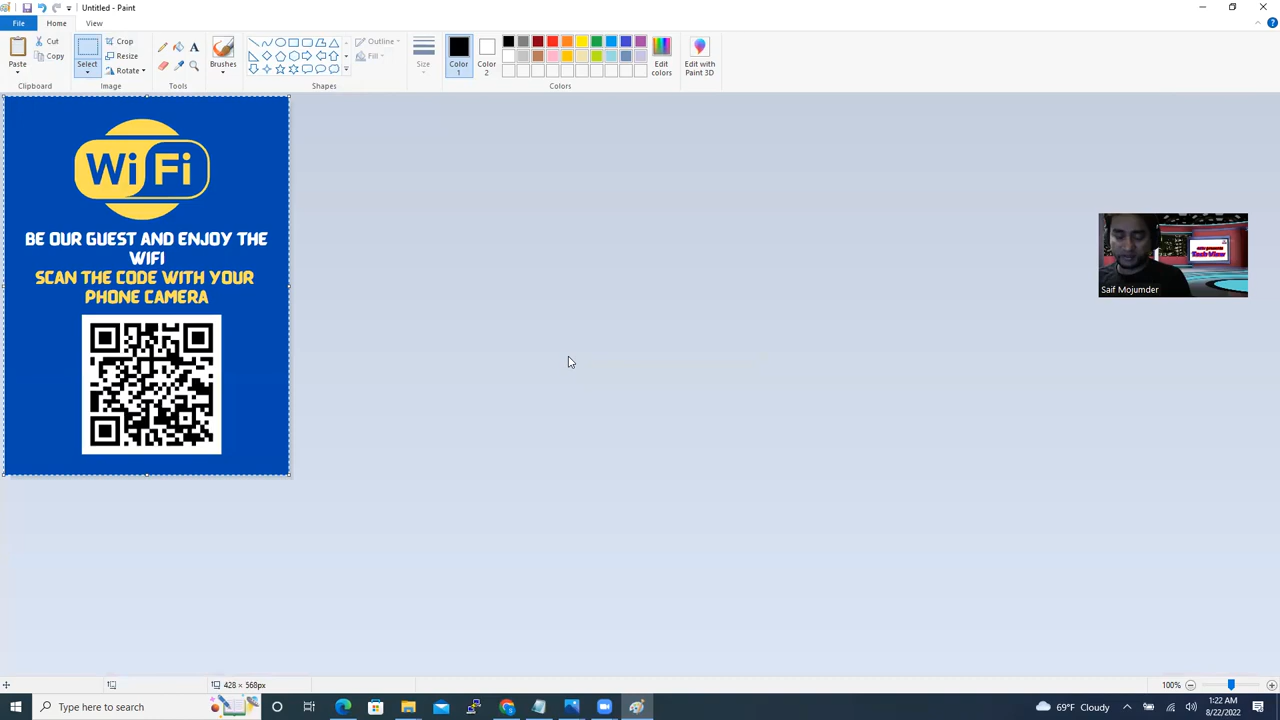 Untitled - Paint
File Home View
Paste
Cut
Copy
Clipboard
Select
Crop
Resize
Rotate
Image
A
Tools
Brushes
Outline
Fill
Shapes
Size
Color 1
Color 2
Edit colors
Colors
Edit with Paint 3D
WiFi
BE OUR GUEST AND ENJOY THE
WIFI
SCAN THE CODE WITH YOUR
PHONE CAMERA
Tech View
Saif Mojumder
428 × 568px
100%
Type here to search
69°F Cloudy
1:22 AM
8/22/2022